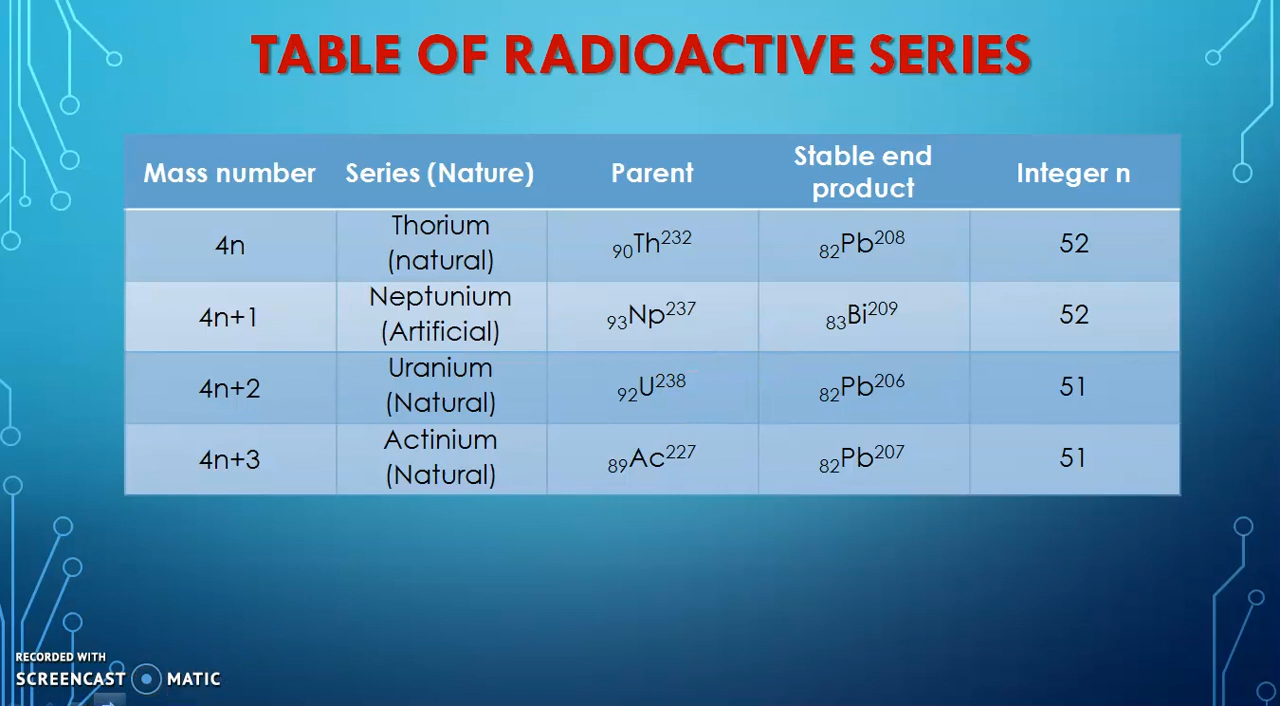 TABLE OF RADIOACTIVE SERIES
Mass number Series (Nature) Parent Stable end product Integer n
4n Thorium (natural) ₉₀Th²³² ₈₂Pb²⁰⁸ 52
4n+1 Neptunium (Artificial) ₉₃Np²³⁷ ₈₃Bi²⁰⁹ 52
4n+2 Uranium (Natural) ₉₂U²³⁸ ₈₂Pb²⁰⁶ 51
4n+3 Actinium (Natural) ₈₉Ac²²⁷ ₈₂Pb²⁰⁷ 51
RECORDED WITH
SCREENCAST MATIC